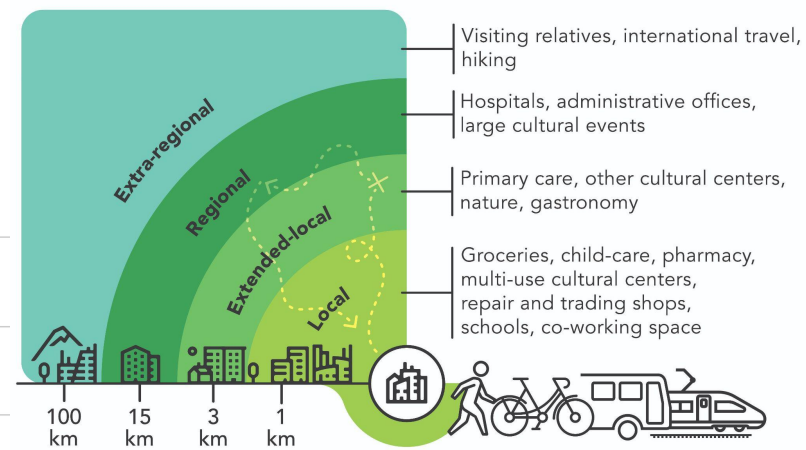 Visiting relatives, international travel,
hiking
Hospitals, administrative offices,
large cultural events
Primary care, other cultural centers,
nature, gastronomy
Groceries, child-care, pharmacy,
multi-use cultural centers,
repair and trading shops,
schools, co-working space
Extra-regional
Regional
Extended-local
Local
100
km
15
km
3
km
1
km